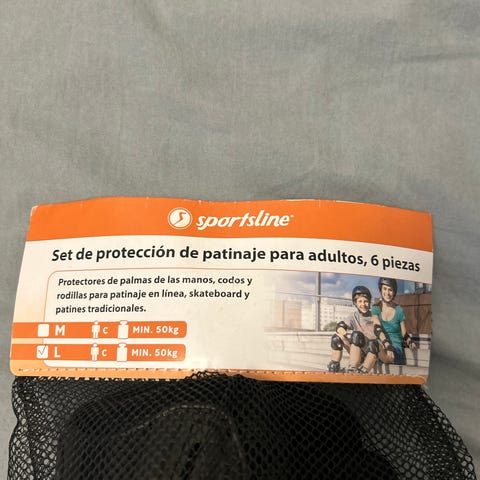 sportsline
Set de protección de patinaje para adultos, 6 piezas
Protectores de palmas de las manos, codos y
rodillas para patinaje en línea, skateboard y
patines tradicionales.
M C MIN. 50kg
L C MIN. 50kg